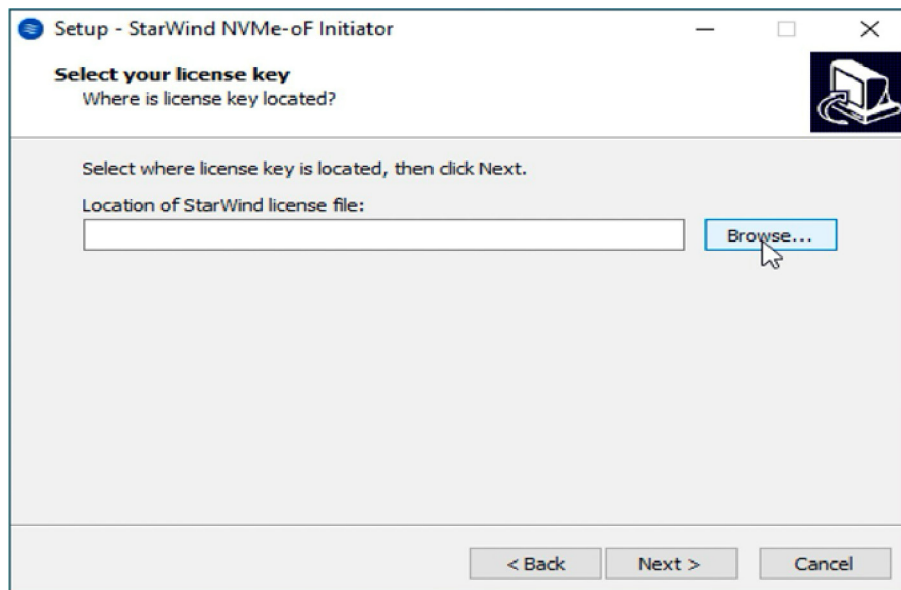 Setup - StarWind NVMe-oF Initiator
Select your license key
Where is license key located?
Select where license key is located, then click Next.
Location of StarWind license file:
Browse...
< Back
Next >
Cancel